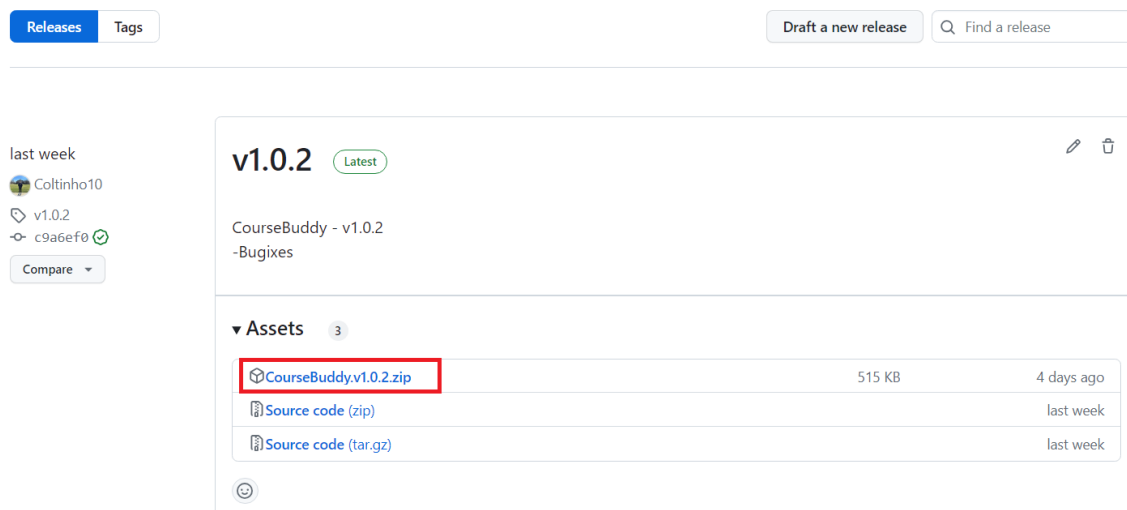 Releases Tags Draft a new release Find a release
last week
Coltinho10
v1.0.2
c9a6ef0
Compare
v1.0.2 Latest
CourseBuddy - v1.0.2
-Bugixes
Assets 3
CourseBuddy.v1.0.2.zip 515 KB 4 days ago
Source code (zip) last week
Source code (tar.gz) last week